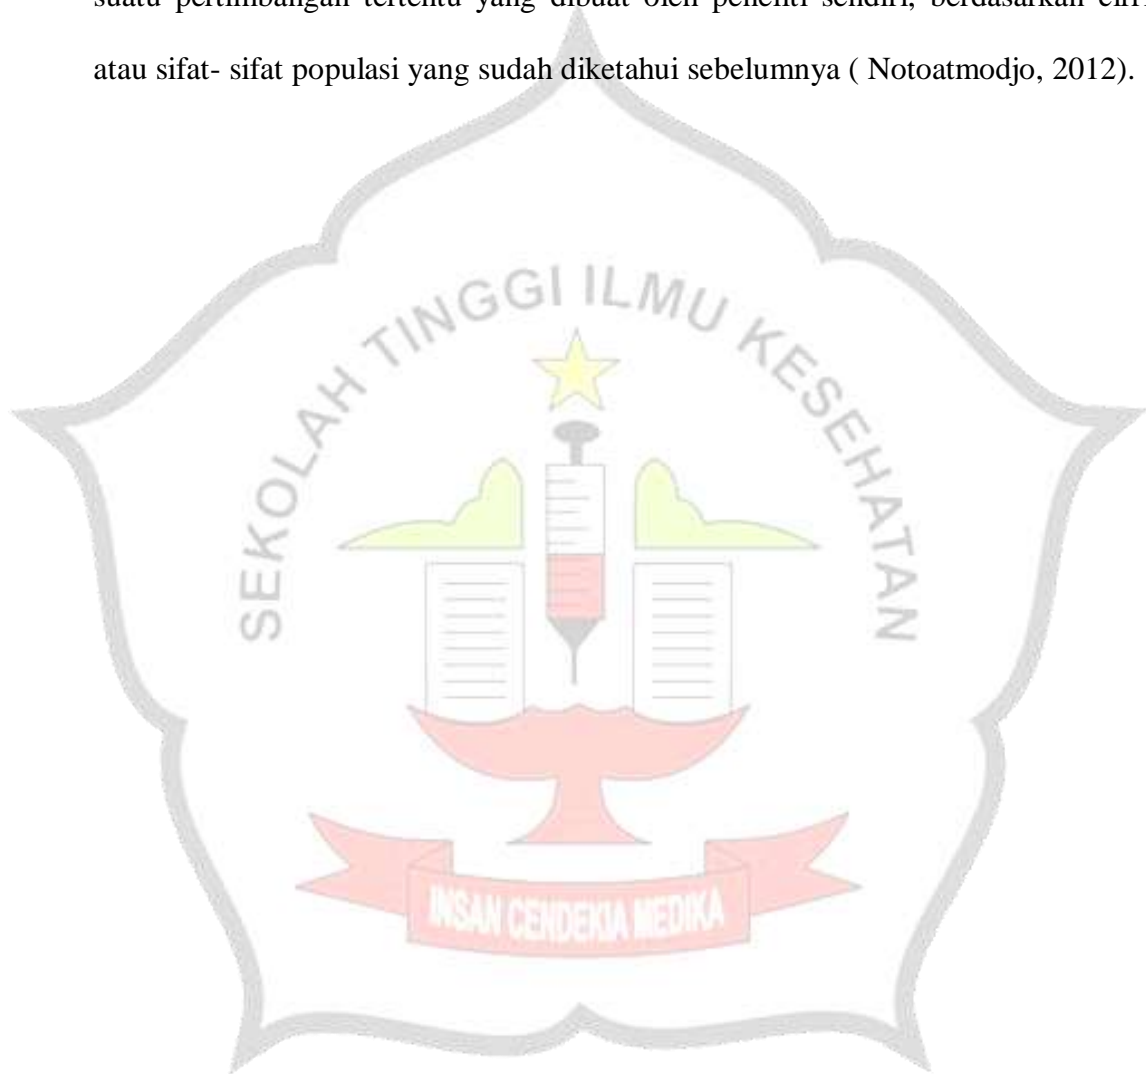 suatu pertimbangan tertentu yang dibuat oleh peneliti sendiri, berdasarkan cirri
atau sifat- sifat populasi yang sudah diketahui sebelumnya ( Notoatmodjo, 2012).
SEKOLAH TINGGI ILMU KESEHATAN
INSAN CENDEKIA MEDIKA